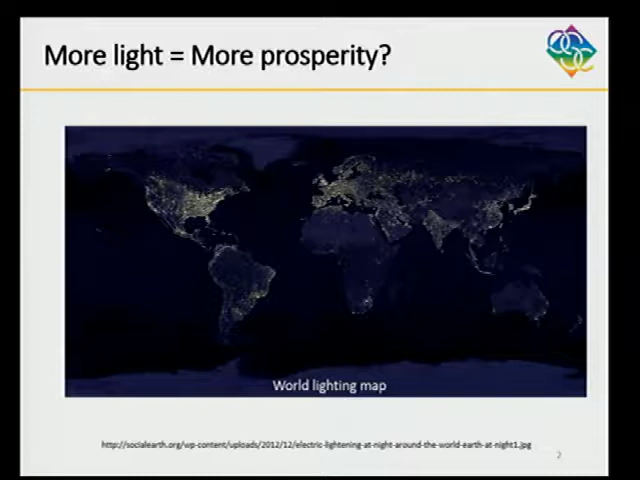 More light = More prosperity?
World lighting map
http://socialearth.org/wp-content/uploads/2012/12/electric-lightening-at-night-around-the-world-earth-at-night1.jpg
2